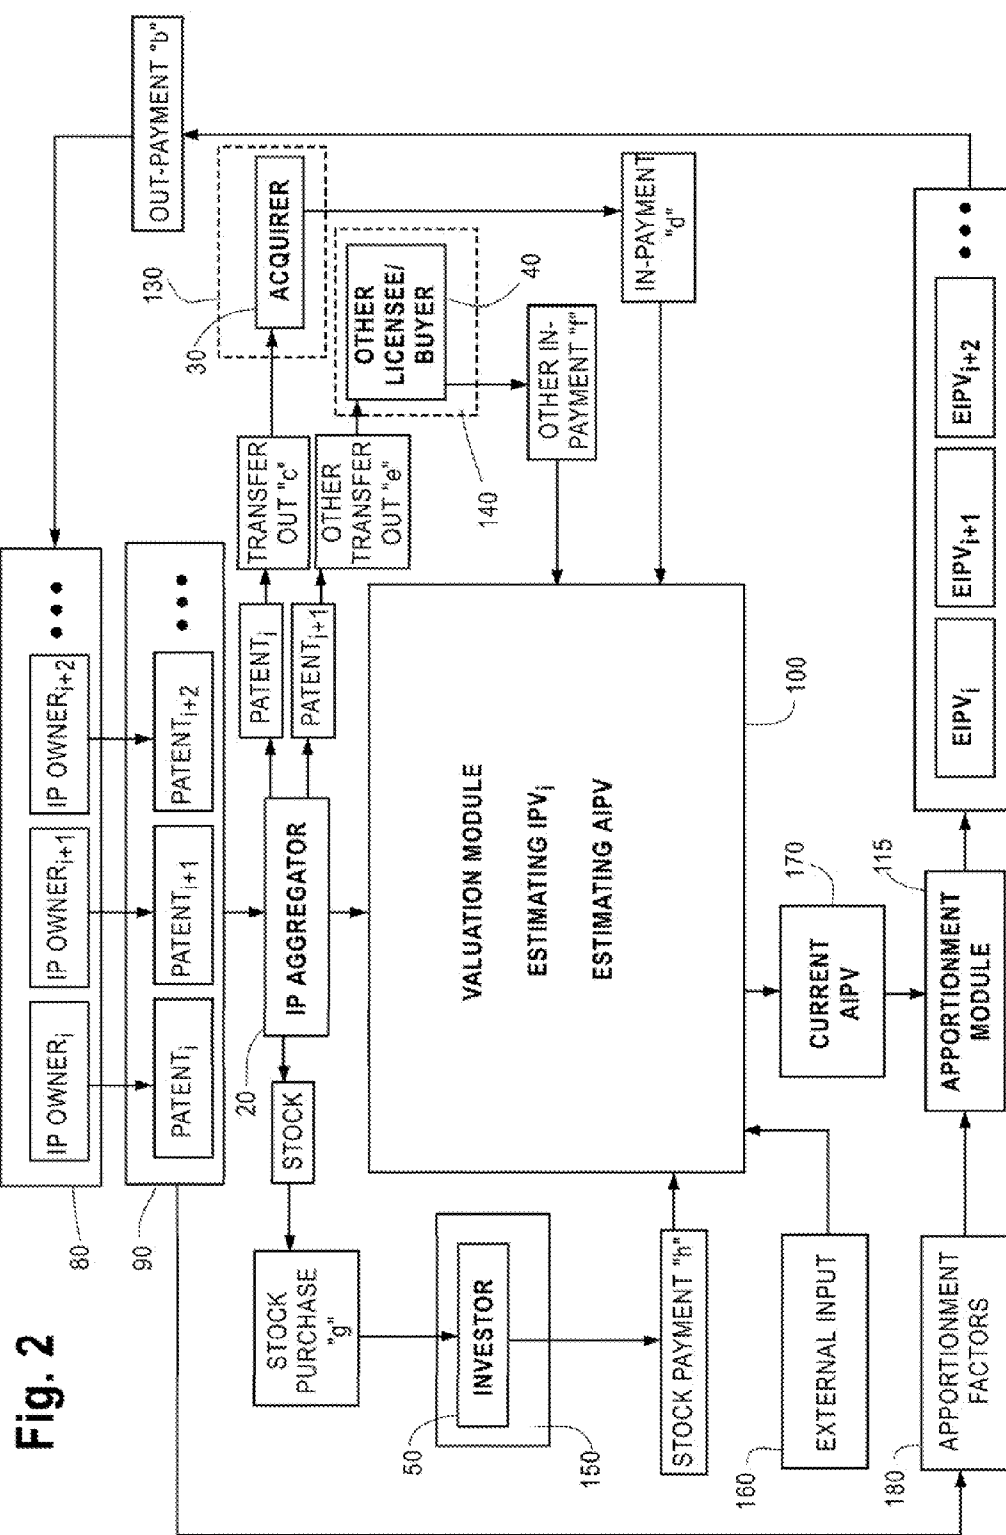 Fig. 2
80
IP OWNERi
IP OWNERi+1
IP OWNERi+2
•••
OUT-PAYMENT "b"
90
PATENTi
PATENTi+1
PATENTi+2
•••
20
IP AGGREGATOR
PATENTi
PATENTi+1
TRANSFER
OUT "c"
OTHER
TRANSFER
OUT "e"
130
30
ACQUIRER
OTHER
LICENSEE/
BUYER
40
140
OTHER IN-
PAYMENT "f"
IN-PAYMENT
"d"
STOCK
STOCK
PURCHASE
"g"
50
INVESTOR
150
STOCK PAYMENT "h"
VALUATION MODULE
ESTIMATING IPVi
ESTIMATING AIPV
100
160
EXTERNAL INPUT
CURRENT
AIPV
170
180
APPORTIONMENT
FACTORS
APPORTIONMENT
MODULE
115
EIPVi
EIPVi+1
EIPVi+2
•••